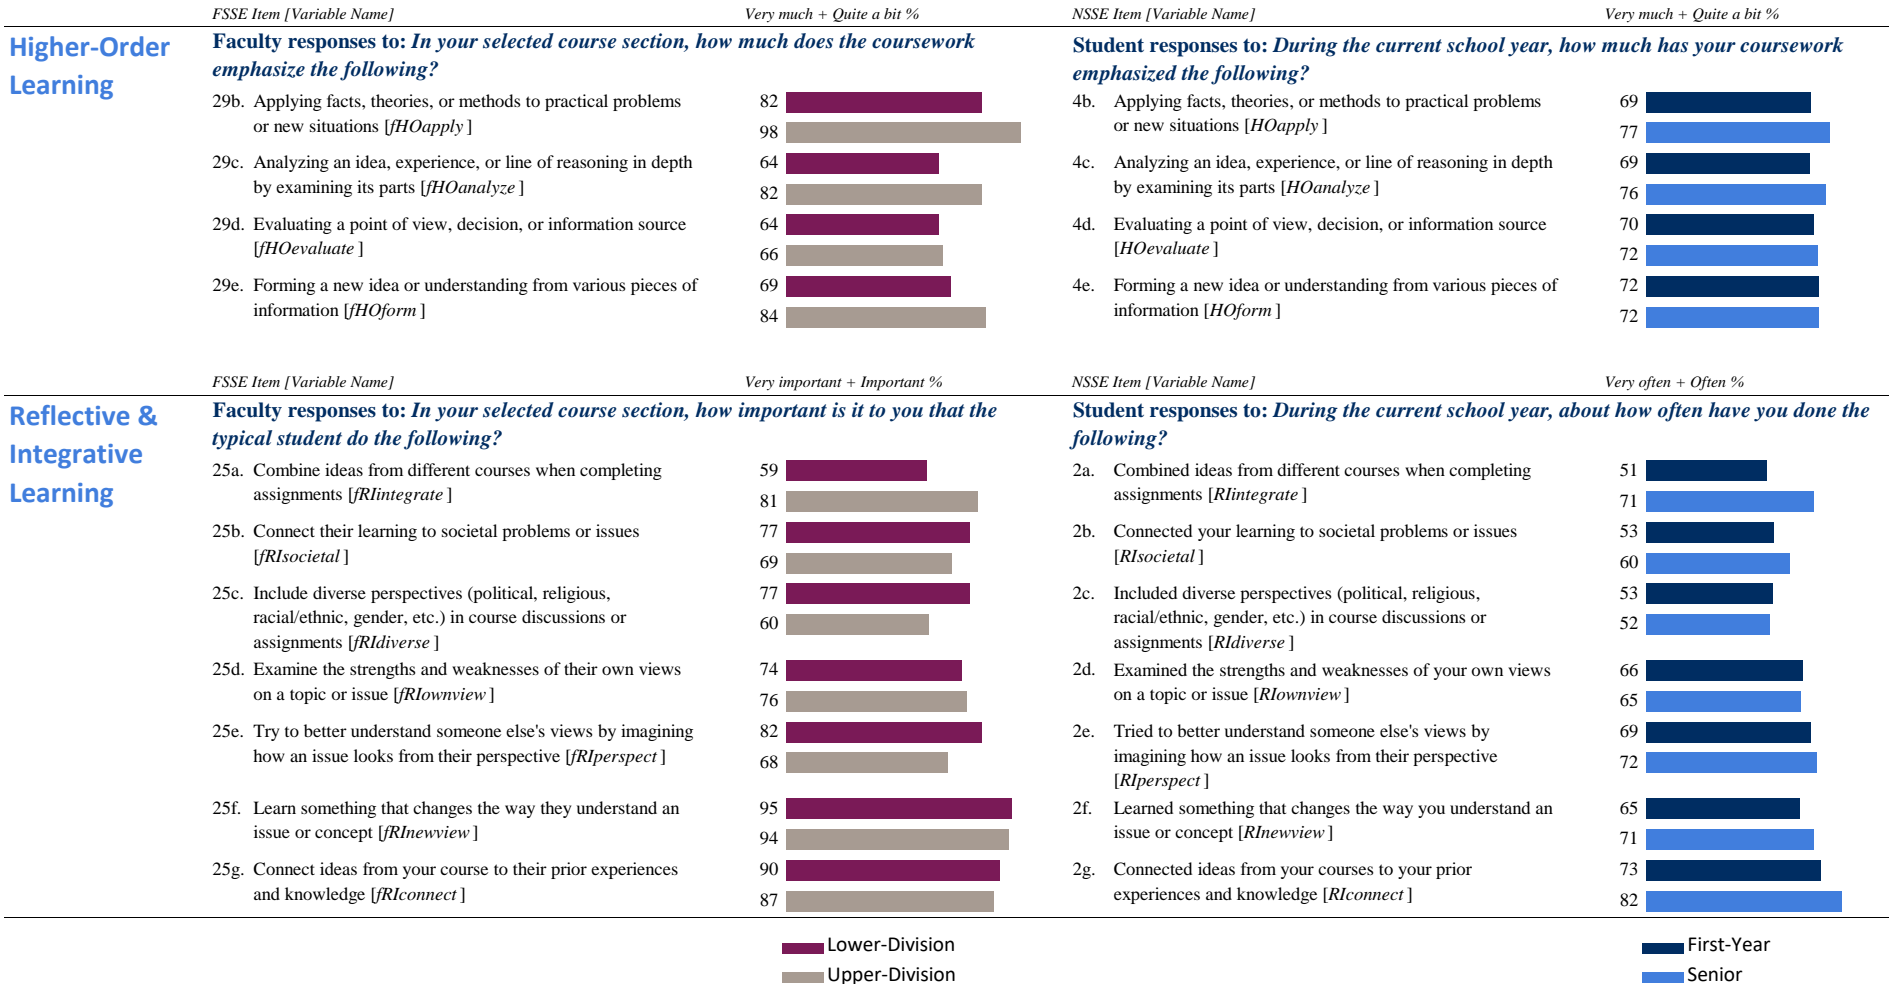 FSSE Item [Variable Name]
Very much + Quite a bit %
NSSE Item [Variable Name]
Very much + Quite a bit %
Higher-Order
Learning
Faculty responses to: In your selected course section, how much does the coursework
emphasize the following?
29b. Applying facts, theories, or methods to practical problems
or new situations [fHOapply ]
82
98
29c. Analyzing an idea, experience, or line of reasoning in depth
by examining its parts [fHOanalyze ]
64
82
29d. Evaluating a point of view, decision, or information source
[fHOevaluate ]
64
66
29e. Forming a new idea or understanding from various pieces of
information [fHOform ]
69
84
Student responses to: During the current school year, how much has your coursework
emphasized the following?
4b. Applying facts, theories, or methods to practical problems
or new situations [HOapply ]
69
77
4c. Analyzing an idea, experience, or line of reasoning in depth
by examining its parts [HOanalyze ]
69
76
4d. Evaluating a point of view, decision, or information source
[HOevaluate ]
70
72
4e. Forming a new idea or understanding from various pieces of
information [HOform ]
72
72
FSSE Item [Variable Name]
Very important + Important %
NSSE Item [Variable Name]
Very often + Often %
Reflective &
Integrative
Learning
Faculty responses to: In your selected course section, how important is it to you that the
typical student do the following?
25a. Combine ideas from different courses when completing
assignments [fRIintegrate ]
59
81
25b. Connect their learning to societal problems or issues
[fRIsocietal ]
77
69
25c. Include diverse perspectives (political, religious,
racial/ethnic, gender, etc.) in course discussions or
assignments [fRIdiverse ]
77
60
25d. Examine the strengths and weaknesses of their own views
on a topic or issue [fRIownview ]
74
76
25e. Try to better understand someone else's views by imagining
how an issue looks from their perspective [fRIperspect ]
82
68
25f. Learn something that changes the way they understand an
issue or concept [fRInewview ]
95
94
25g. Connect ideas from your course to their prior experiences
and knowledge [fRIconnect ]
90
87
Student responses to: During the current school year, about how often have you done the
following?
2a. Combined ideas from different courses when completing
assignments [RIintegrate ]
51
71
2b. Connected your learning to societal problems or issues
[RIsocietal ]
53
60
2c. Included diverse perspectives (political, religious,
racial/ethnic, gender, etc.) in course discussions or
assignments [RIdiverse ]
53
52
2d. Examined the strengths and weaknesses of your own views
on a topic or issue [RIownview ]
66
65
2e. Tried to better understand someone else's views by
imagining how an issue looks from their perspective
[RIperspect ]
69
72
2f. Learned something that changes the way you understand an
issue or concept [RInewview ]
65
71
2g. Connected ideas from your courses to your prior
experiences and knowledge [RIconnect ]
73
82
Lower-Division
Upper-Division
First-Year
Senior